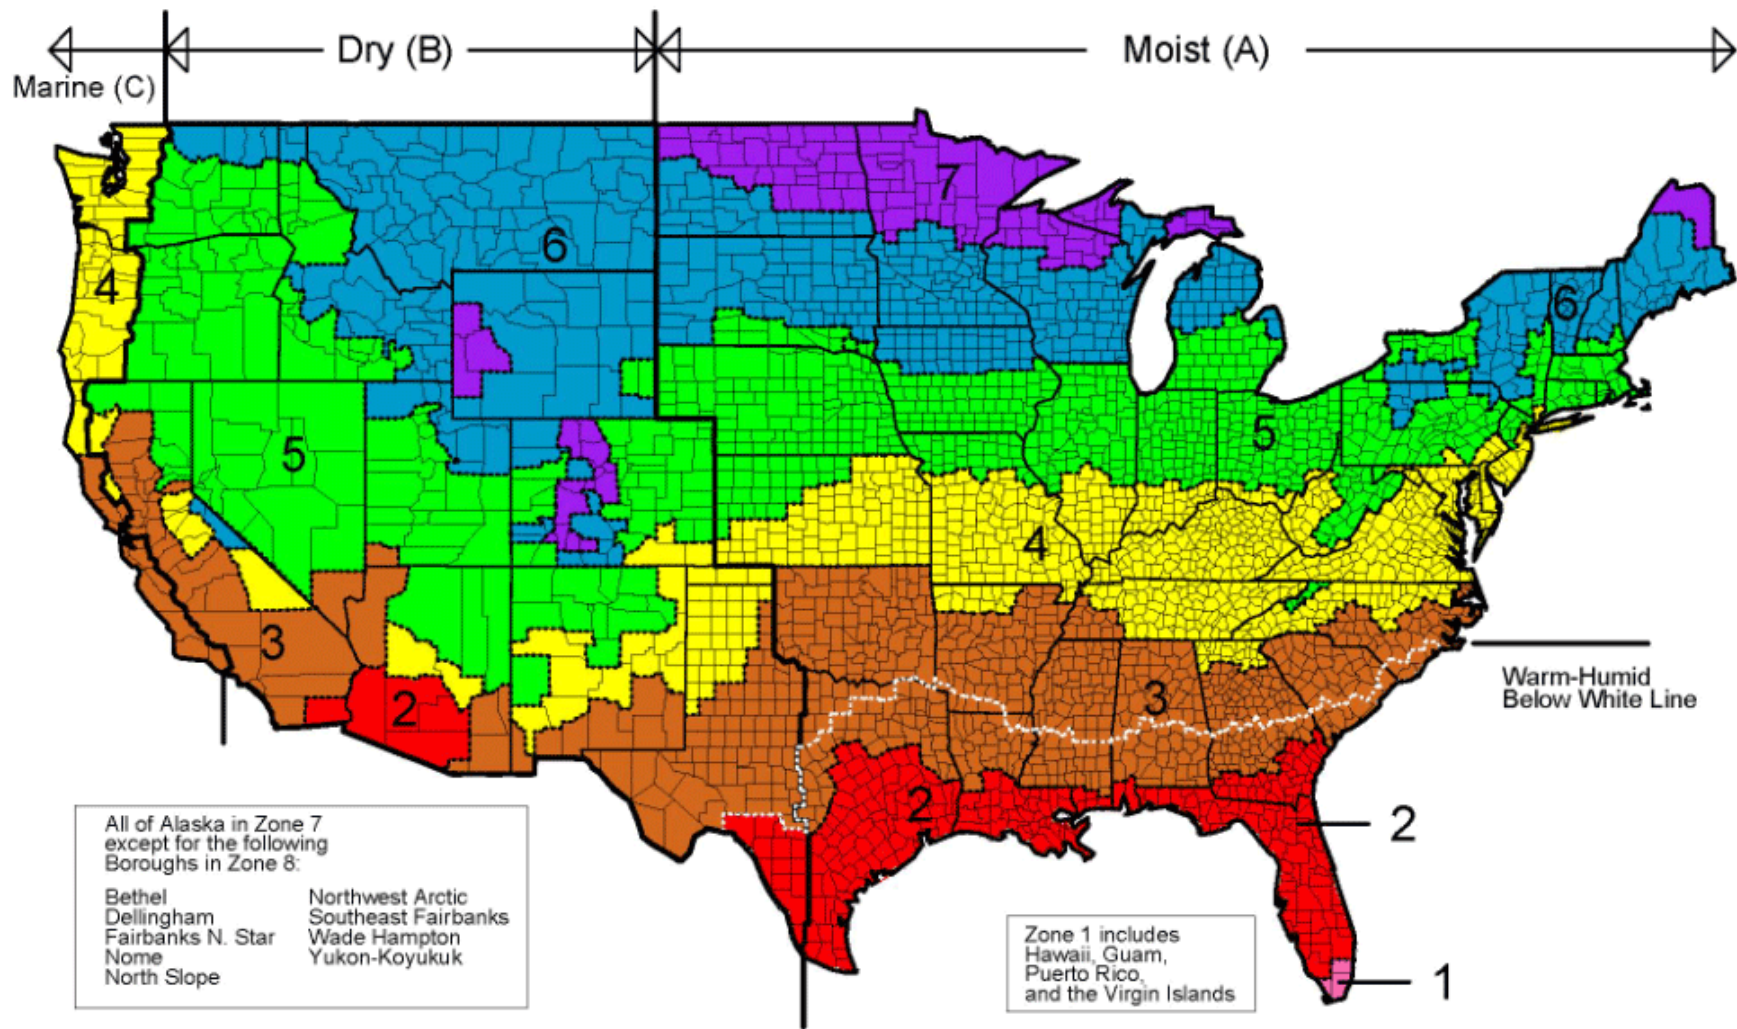 Dry (B)
Moist (A)
Marine (C)
7
6
4
6
5
5
4
3
3
2
2
Warm-Humid
Below White Line
2
1
All of Alaska in Zone 7
except for the following
Boroughs in Zone 8:
Bethel
Northwest Arctic
Dellingham
Southeast Fairbanks
Fairbanks N. Star
Wade Hampton
Nome
Yukon-Koyukuk
North Slope
Zone 1 includes
Hawaii, Guam,
Puerto Rico,
and the Virgin Islands